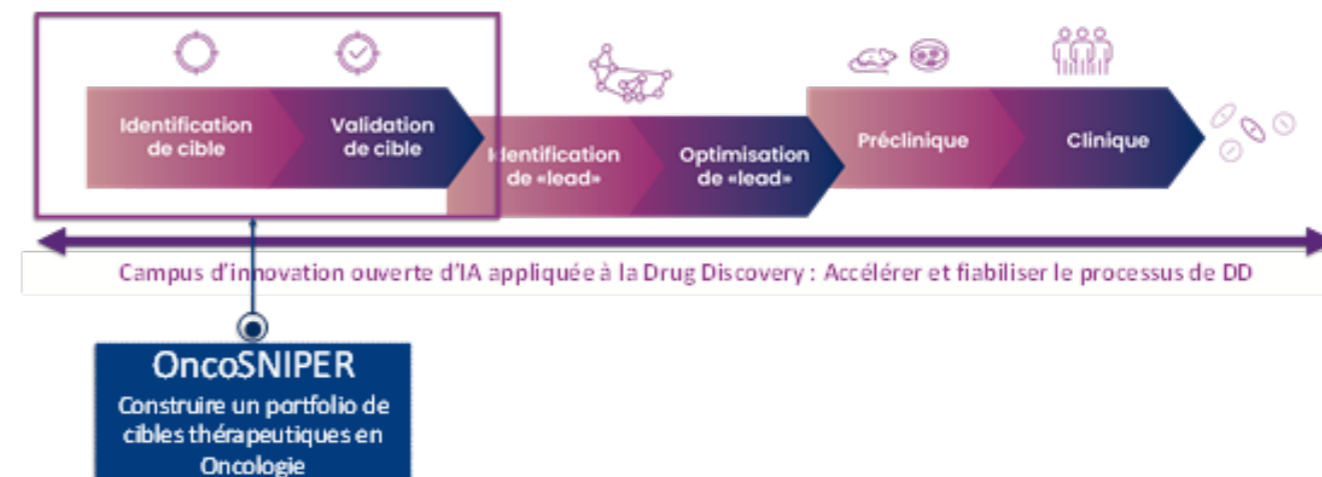 Identification
de cible
Validation
de cible
Identification
de «lead»
Optimisation
de «lead»
Préclinique
Clinique
Campus d'innovation ouverte d'IA appliquée à la Drug Discovery : Accélérer et fiabiliser le processus de DD
OncoSNIPER
Construire un portfolio de
cibles thérapeutiques en
Oncologie